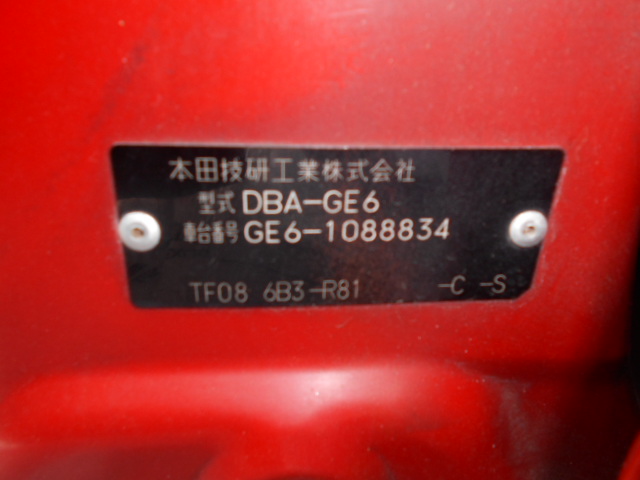 本田技研工業株式会社
型式 DBA-GE6
車台番号 GE6-1088834
TF08 6B3-R81 -C -S